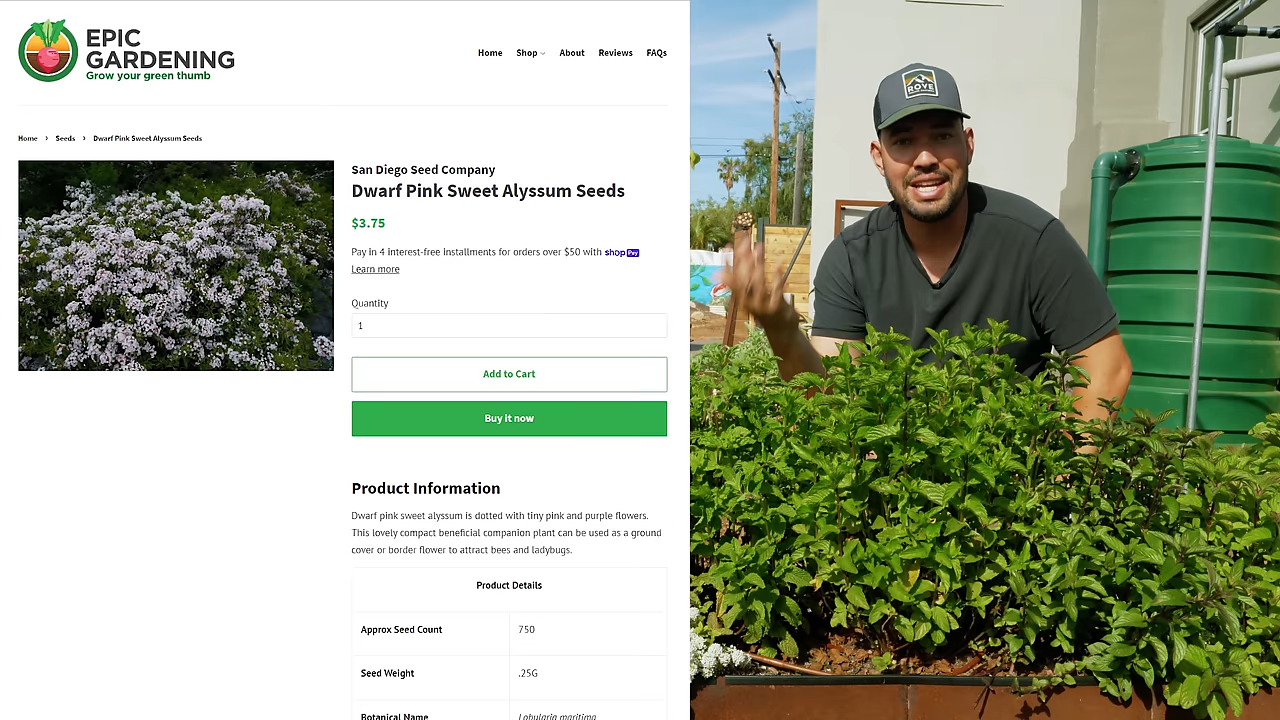 EPIC
GARDENING
Grow your green thumb
Home Shop About Reviews FAQs
Home › Seeds › Dwarf Pink Sweet Alyssum Seeds
San Diego Seed Company
Dwarf Pink Sweet Alyssum Seeds
$3.75
Pay in 4 interest-free installments for orders over $50 with shop Pay
Learn more
Quantity
1
Add to Cart
Buy it now
Product Information
Dwarf pink sweet alyssum is dotted with tiny pink and purple flowers.
This lovely compact beneficial companion plant can be used as a ground
cover or border flower to attract bees and ladybugs.
Product Details
Approx Seed Count 750
Seed Weight .25G
Botanical Name Lobularia maritima
ROVE